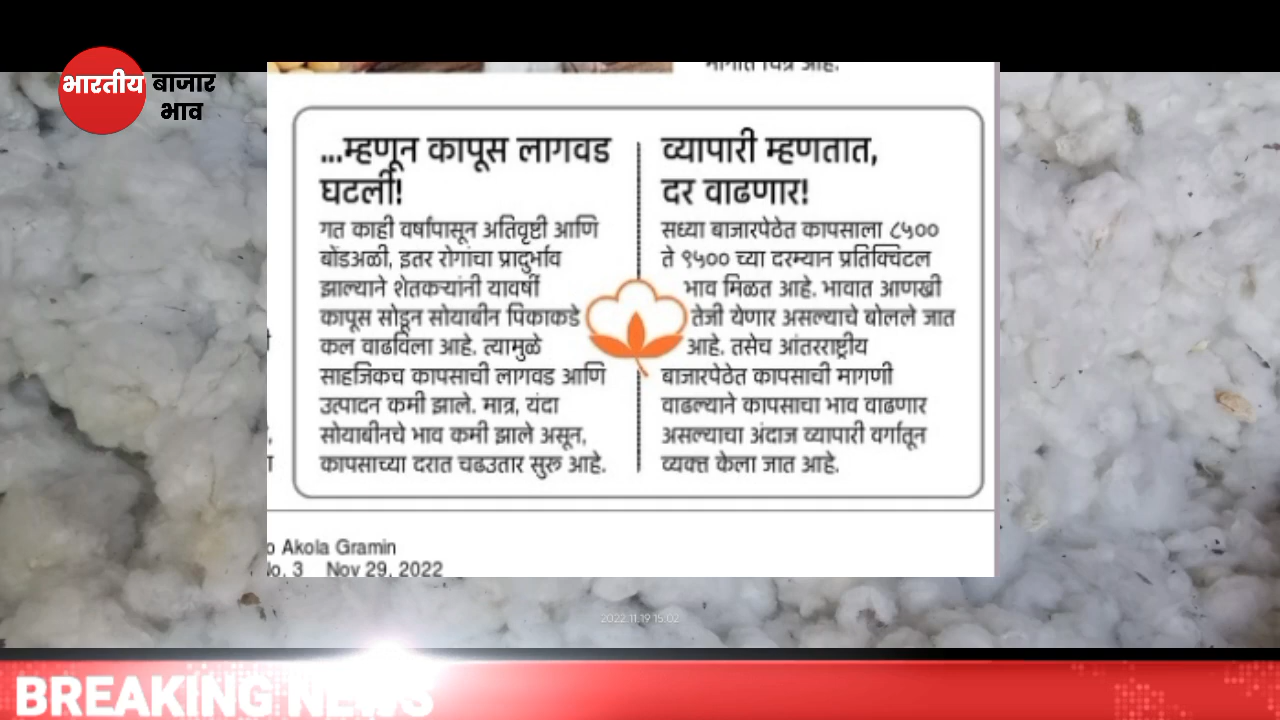 भारतीय बाजार
भाव
...म्हणून कापूस लागवड
घटली!
गत काही वर्षांपासून अतिवृष्टी आणि
बोंडअळी, इतर रोगांचा प्रादुर्भाव
झाल्याने शेतकऱ्यांनी यावर्षी
कापूस सोडून सोयाबीन पिकाकडे
कल वाढविला आहे. त्यामुळे
साहजिकच कापसाची लागवड आणि
उत्पादन कमी झाले. मात्र, यंदा
सोयाबीनचे भाव कमी झाले असून,
कापसाच्या दरात चढउतार सुरु आहे.
व्यापारी म्हणतात,
दर वाढणार!
सध्या बाजारपेठेत कापसाला ८५००
ते ९५०० च्या दरम्यान प्रतिक्विंटल
भाव मिळत आहे. भावात आणखी
तेजी येणार असल्याचे बोलले जात
आहे. तसेच आंतरराष्ट्रीय
बाजारपेठेत कापसाची मागणी
वाढल्याने कापसाचा भाव वाढणार
असल्याचा अंदाज व्यापारी वर्गातून
व्यक्त केला जात आहे.
Akola Gramin
No. 3 Nov 29, 2022
2022.11.19 15:02
BREAKING NEWS